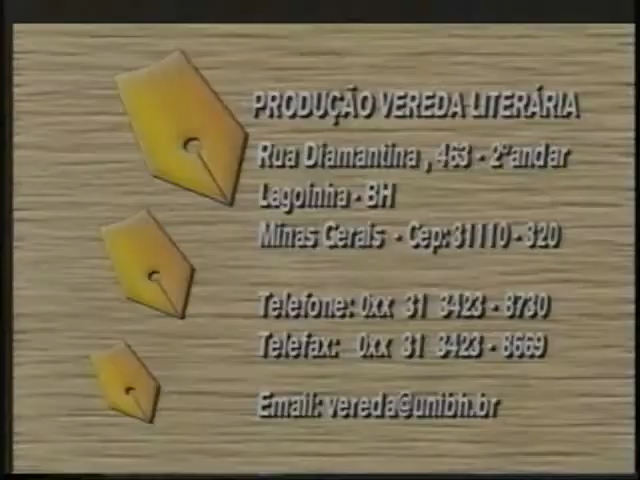 PRODUÇÃO VEREDA LITERÁRIA
Rua Diamantina , 463 - 2ºandar
Lagoinha - BH
Minas Gerais - Cep: 31110 - 320
Telefone: 0xx 31 3423 - 8730
Telefax: 0xx 31 3423 - 8669
Email: vereda@unibh.br